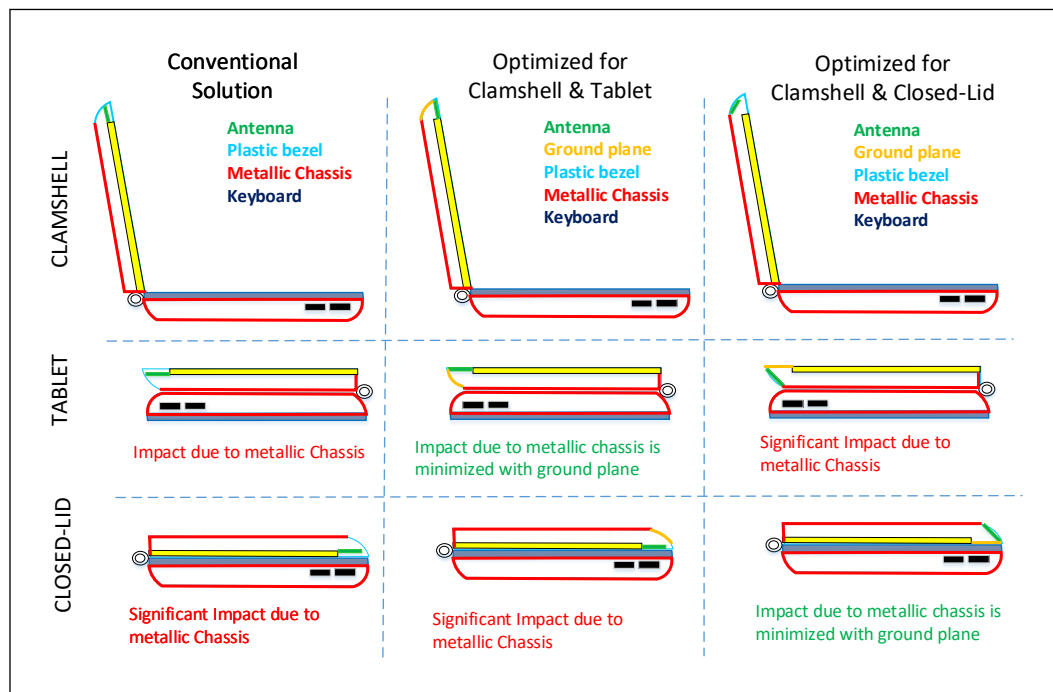 Conventional
Solution
Antenna
Plastic bezel
Metallic Chassis
Keyboard
Optimized for
Clamshell & Tablet
Antenna
Ground plane
Plastic bezel
Metallic Chassis
Keyboard
Optimized for
Clamshell & Closed-Lid
Antenna
Ground plane
Plastic bezel
Metallic Chassis
Keyboard
CLAMSHELL
TABLET
Impact due to metallic Chassis
Impact due to metallic chassis is
minimized with ground plane
Significant Impact due to
metallic Chassis
CLOSED-LID
Significant Impact due to
metallic Chassis
Significant Impact due to
metallic Chassis
Impact due to metallic chassis is
minimized with ground plane